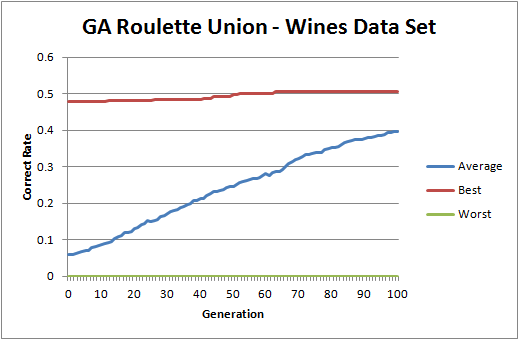 GA Roulette Union - Wines Data Set
0.6
0.5
0.4
0.3
0.2
0.1
0
Correct Rate
0 10 20 30 40 50 60 70 80 90 100
Generation
Average
Best
Worst